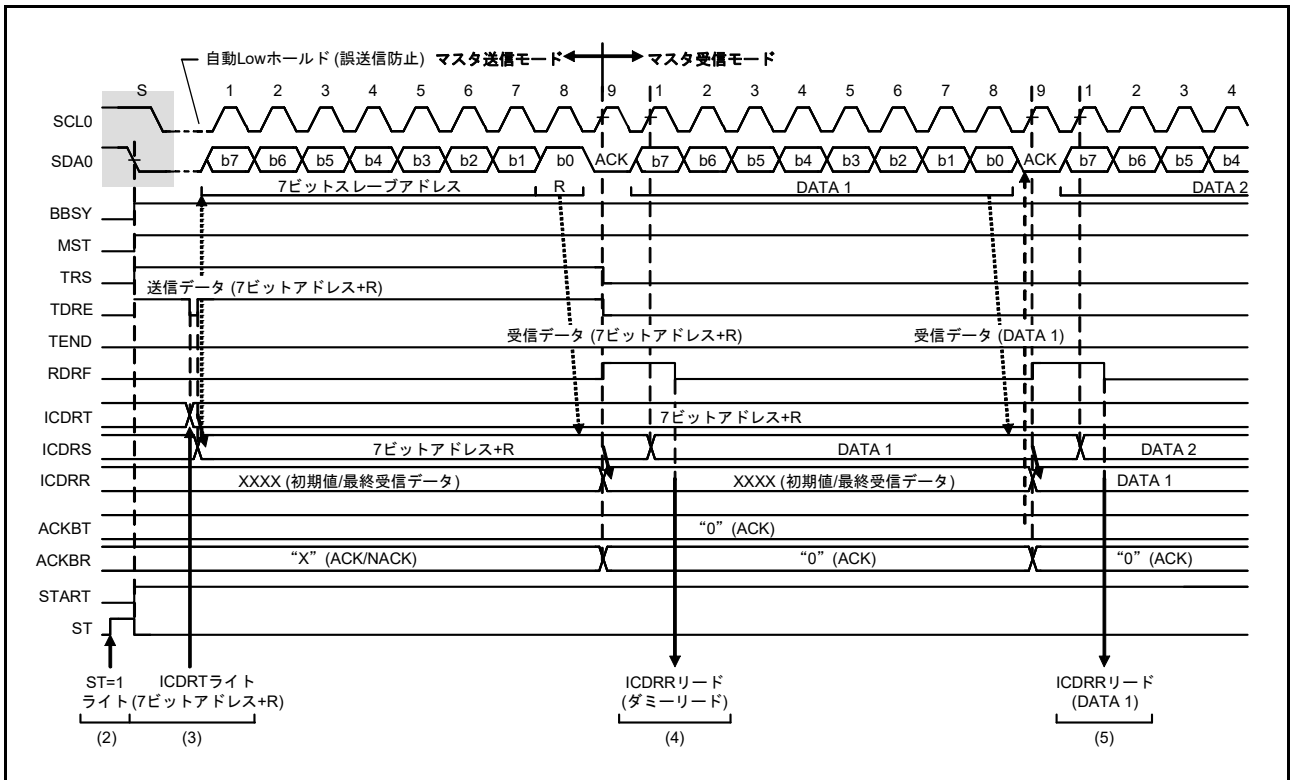 自動Lowホールド (誤送信防止) マスタ送信モード マスタ受信モード
S 1 2 3 4 5 6 7 8 9 1 2 3 4 5 6 7 8 9 1 2 3 4
SCL0
SDA0 b7 b6 b5 b4 b3 b2 b1 b0 ACK b7 b6 b5 b4 b3 b2 b1 b0 ACK b7 b6 b5 b4
7ビットスレーブアドレス R DATA 1 DATA 2
BBSY
MST
TRS
送信データ (7ビットアドレス+R)
TDRE
受信データ (7ビットアドレス+R) 受信データ (DATA 1)
TEND
RDRF
ICDRT 7ビットアドレス+R
ICDRS 7ビットアドレス+R DATA 1 DATA 2
ICDRR XXXX (初期値/最終受信データ) XXXX (初期値/最終受信データ) DATA 1
ACKBT “0” (ACK)
ACKBR “X” (ACK/NACK) “0” (ACK) “0” (ACK)
START
ST
ST=1 ICDRTライト ICDRRリード ICDRRリード
ライト (7ビットアドレス+R) (ダミーリード) (DATA 1)
(2) (3) (4) (5)